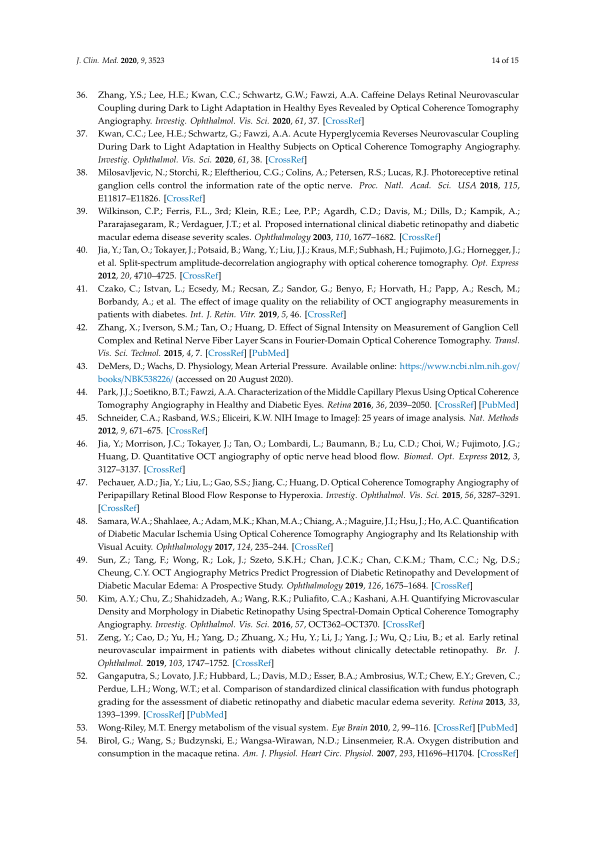 J. Clin. Med. 2020, 9, 3523
14 of 15
36. Zhang, Y.S.; Lee, H.E.; Kwan, C.C.; Schwartz, G.W.; Fawzi, A.A. Caffeine Delays Retinal Neurovascular
Coupling during Dark to Light Adaptation in Healthy Eyes Revealed by Optical Coherence Tomography
Angiography. Investig. Ophthalmol. Vis. Sci. 2020, 61, 37. [CrossRef]
37. Kwan, C.C.; Lee, H.E.; Schwartz, G.; Fawzi, A.A. Acute Hyperglycemia Reverses Neurovascular Coupling
During Dark to Light Adaptation in Healthy Subjects on Optical Coherence Tomography Angiography.
Investig. Ophthalmol. Vis. Sci. 2020, 61, 38. [CrossRef]
38. Milosavljevic, N.; Storchi, R.; Eleftheriou, C.G.; Colins, A.; Petersen, R.S.; Lucas, R.J. Photoreceptive retinal
ganglion cells control the information rate of the optic nerve. Proc. Natl. Acad. Sci. USA 2018, 115,
E11817–E11826. [CrossRef]
39. Wilkinson, C.P.; Ferris, F.L., 3rd; Klein, R.E.; Lee, P.P.; Agardh, C.D.; Davis, M.; Dills, D.; Kampik, A.;
Pararajasegaram, R.; Verdaguer, J.T.; et al. Proposed international clinical diabetic retinopathy and diabetic
macular edema disease severity scales. Ophthalmology 2003, 110, 1677–1682. [CrossRef]
40. Jia, Y.; Tan, O.; Tokayer, J.; Potsaid, B.; Wang, Y.; Liu, J.J.; Kraus, M.F.; Subhash, H.; Fujimoto, J.G.; Hornegger, J.;
et al. Split-spectrum amplitude-decorrelation angiography with optical coherence tomography. Opt. Express
2012, 20, 4710–4725. [CrossRef]
41. Czako, C.; Istvan, L.; Ecsedy, M.; Recsan, Z.; Sandor, G.; Benyo, F.; Horvath, H.; Papp, A.; Resch, M.;
Borbandy, A.; et al. The effect of image quality on the reliability of OCT angiography measurements in
patients with diabetes. Int. J. Retin. Vitr. 2019, 5, 46. [CrossRef]
42. Zhang, X.; Iverson, S.M.; Tan, O.; Huang, D. Effect of Signal Intensity on Measurement of Ganglion Cell
Complex and Retinal Nerve Fiber Layer Scans in Fourier-Domain Optical Coherence Tomography. Transl.
Vis. Sci. Technol. 2015, 4, 7. [CrossRef] [PubMed]
43. DeMers, D.; Wachs, D. Physiology, Mean Arterial Pressure. Available online: https://www.ncbi.nlm.nih.gov/
books/NBK538226/ (accessed on 20 August 2020).
44. Park, J.J.; Soetikno, B.T.; Fawzi, A.A. Characterization of the Middle Capillary Plexus Using Optical Coherence
Tomography Angiography in Healthy and Diabetic Eyes. Retina 2016, 36, 2039–2050. [CrossRef] [PubMed]
45. Schneider, C.A.; Rasband, W.S.; Eliceiri, K.W. NIH Image to ImageJ: 25 years of image analysis. Nat. Methods
2012, 9, 671–675. [CrossRef]
46. Jia, Y.; Morrison, J.C.; Tokayer, J.; Tan, O.; Lombardi, L.; Baumann, B.; Lu, C.D.; Choi, W.; Fujimoto, J.G.;
Huang, D. Quantitative OCT angiography of optic nerve head blood flow. Biomed. Opt. Express 2012, 3,
3127–3137. [CrossRef]
47. Pechauer, A.D.; Jia, Y.; Liu, L.; Gao, S.S.; Jiang, C.; Huang, D. Optical Coherence Tomography Angiography of
Peripapillary Retinal Blood Flow Response to Hyperoxia. Investig. Ophthalmol. Vis. Sci. 2015, 56, 3287–3291.
[CrossRef]
48. Samara, W.A.; Shahlaee, A.; Adam, M.K.; Khan, M.A.; Chiang, A.; Maguire, J.I.; Hsu, J.; Ho, A.C. Quantification
of Diabetic Macular Ischemia Using Optical Coherence Tomography Angiography and Its Relationship with
Visual Acuity. Ophthalmology 2017, 124, 235–244. [CrossRef]
49. Sun, Z.; Tang, F.; Wong, R.; Lok, J.; Szeto, S.K.H.; Chan, J.C.K.; Chan, C.K.M.; Tham, C.C.; Ng, D.S.;
Cheung, C.Y. OCT Angiography Metrics Predict Progression of Diabetic Retinopathy and Development of
Diabetic Macular Edema: A Prospective Study. Ophthalmology 2019, 126, 1675–1684. [CrossRef]
50. Kim, A.Y.; Chu, Z.; Shahidzadeh, A.; Wang, R.K.; Puliafito, C.A.; Kashani, A.H. Quantifying Microvascular
Density and Morphology in Diabetic Retinopathy Using Spectral-Domain Optical Coherence Tomography
Angiography. Investig. Ophthalmol. Vis. Sci. 2016, 57, OCT362–OCT370. [CrossRef]
51. Zeng, Y.; Cao, D.; Yu, H.; Yang, D.; Zhuang, X.; Hu, Y.; Li, J.; Yang, J.; Wu, Q.; Liu, B.; et al. Early retinal
neurovascular impairment in patients with diabetes without clinically detectable retinopathy. Br. J.
Ophthalmol. 2019, 103, 1747–1752. [CrossRef]
52. Gangaputra, S.; Lovato, J.F.; Hubbard, L.; Davis, M.D.; Esser, B.A.; Ambrosius, W.T.; Chew, E.Y.; Greven, C.;
Perdue, L.H.; Wong, W.T.; et al. Comparison of standardized clinical classification with fundus photograph
grading for the assessment of diabetic retinopathy and diabetic macular edema severity. Retina 2013, 33,
1393–1399. [CrossRef] [PubMed]
53. Wong-Riley, M.T. Energy metabolism of the visual system. Eye Brain 2010, 2, 99–116. [CrossRef] [PubMed]
54. Birol, G.; Wang, S.; Budzynski, E.; Wangsa-Wirawan, N.D.; Linsenmeier, R.A. Oxygen distribution and
consumption in the macaque retina. Am. J. Physiol. Heart Circ. Physiol. 2007, 293, H1696–H1704. [CrossRef]